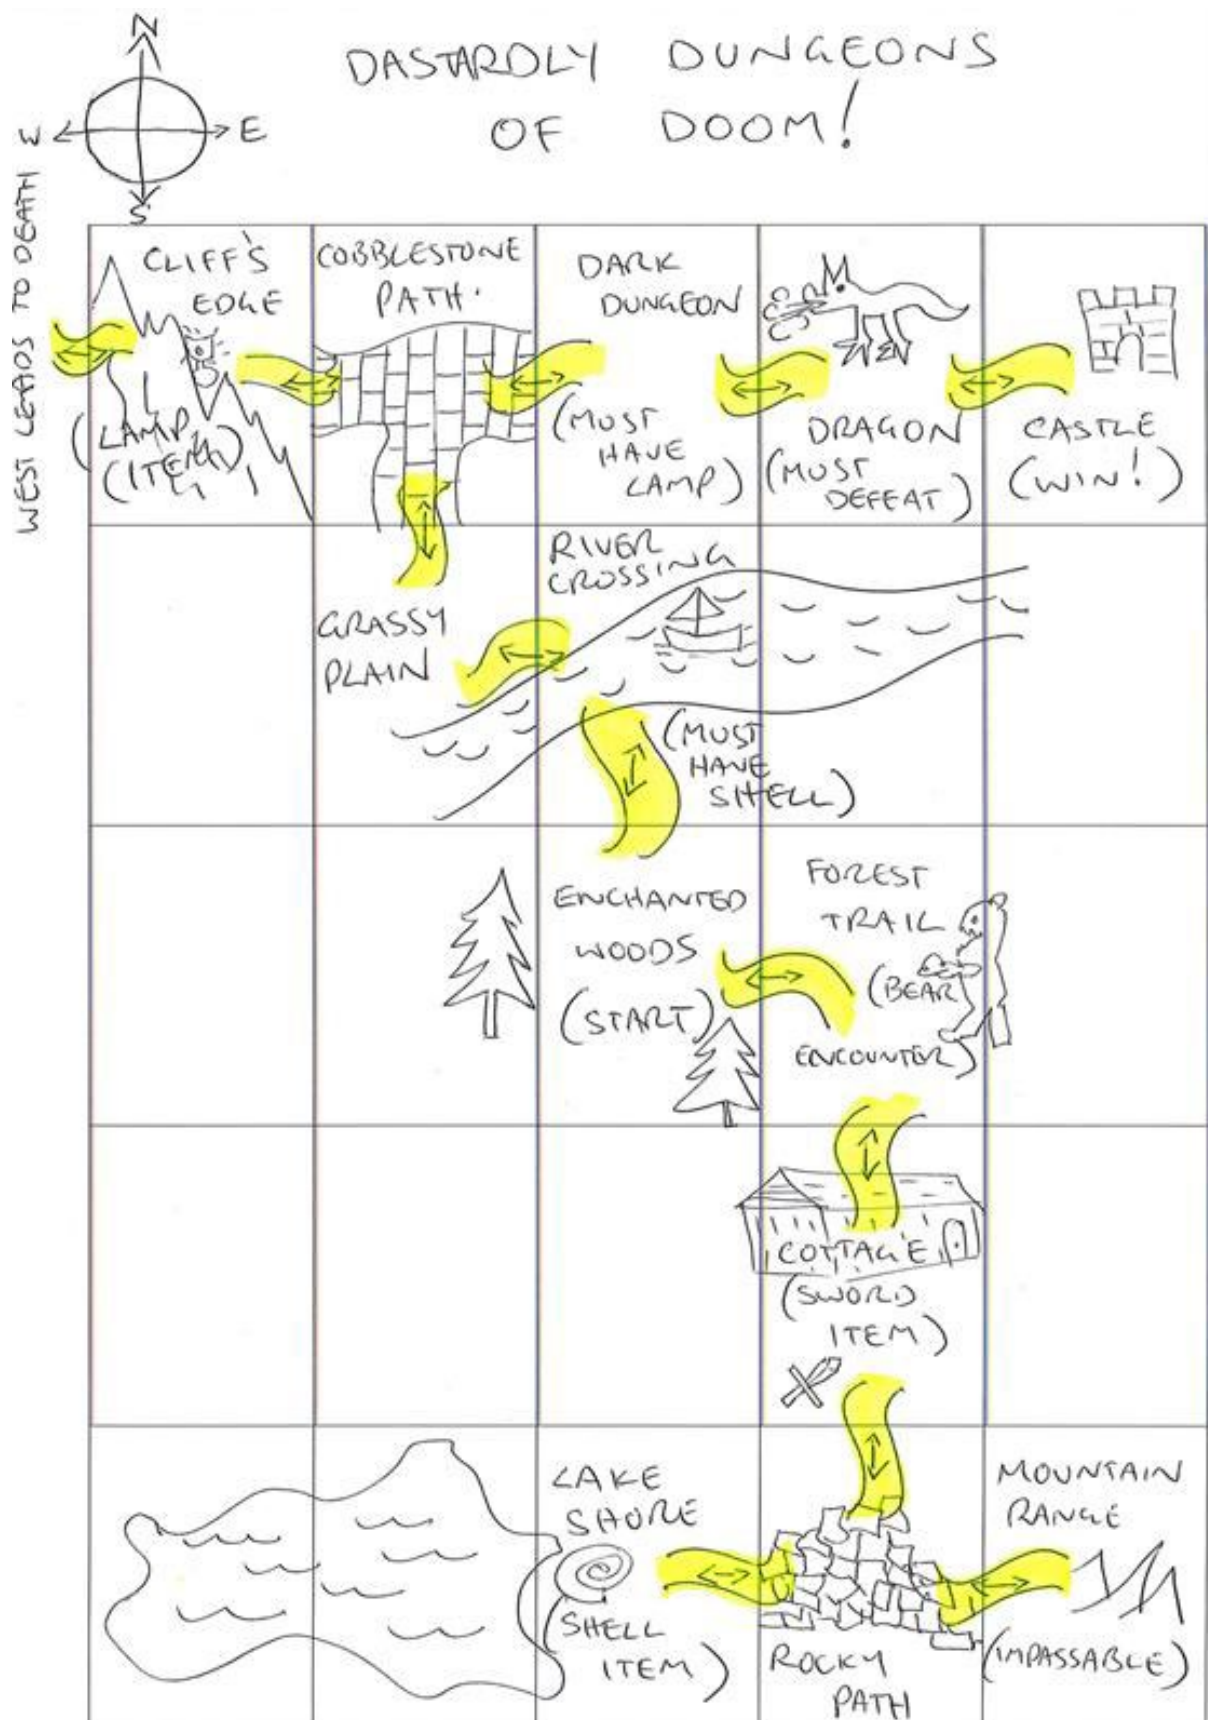 N
W
E
S
DASTARDLY DUNGEONS
OF DOOM!
WEST LEADS TO DEATH
CLIFF'S
EDGE
(LAMP
(ITEM)
COBBLESTONE
PATH.
DARK
DUNGEON
(MUST
HAVE
LAMP)
DRAGON
(MUST
DEFEAT)
CASTLE
(WIN!)
GRASSY
PLAIN
RIVER
CROSSING
(MUST
HAVE
SHELL)
ENCHANTED
WOODS
(START)
FOREST
TRAIL
(BEAR
ENCOUNTER)
COTTAGE
(SWORD
ITEM)
LAKE
SHORE
(SHELL
ITEM)
ROCKY
PATH
MOUNTAIN
RANGE
(IMPASSABLE)